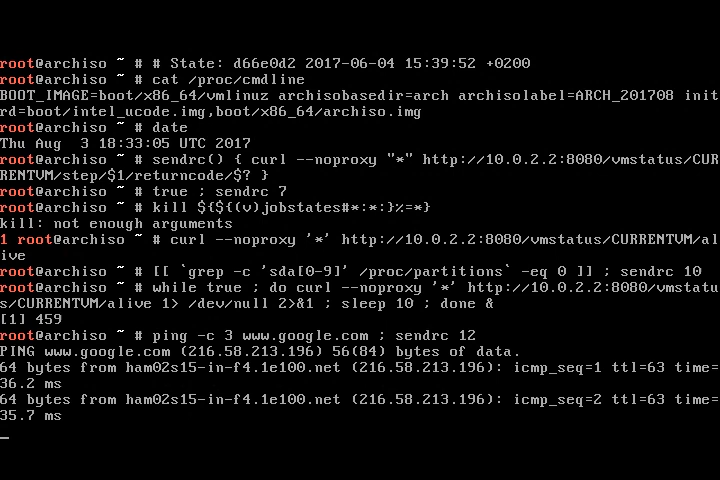 root@archiso ~ # # State: d66e0d2 2017-06-04 15:39:52 +0200
root@archiso ~ # cat /proc/cmdline
BOOT_IMAGE=boot/x86_64/vmlinuz archisobasedir=arch archisolabel=ARCH_201708 init
rd=boot/intel_ucode.img,boot/x86_64/archiso.img
root@archiso ~ # date
Thu Aug  3 18:33:05 UTC 2017
root@archiso ~ # sendrc() { curl --noproxy "*" http://10.0.2.2:8080/vmstatus/CUR
RENTVM/step/$1/returncode/$? }
root@archiso ~ # true ; sendrc 7
root@archiso ~ # kill ${${(v)jobstates#*:*:}%=*}
kill: not enough arguments
1 root@archiso ~ # curl --noproxy '*' http://10.0.2.2:8080/vmstatus/CURRENTVM/al
ive
root@archiso ~ # [[ `grep -c 'sda[0-9]' /proc/partitions` -eq 0 ]] ; sendrc 10
root@archiso ~ # while true ; do curl --noproxy '*' http://10.0.2.2:8080/vmstatu
s/CURRENTVM/alive 1> /dev/null 2>&1 ; sleep 10 ; done &
[1] 459
root@archiso ~ # ping -c 3 www.google.com ; sendrc 12
PING www.google.com (216.58.213.196) 56(84) bytes of data.
64 bytes from ham02s15-in-f4.1e100.net (216.58.213.196): icmp_seq=1 ttl=63 time=
36.2 ms
64 bytes from ham02s15-in-f4.1e100.net (216.58.213.196): icmp_seq=2 ttl=63 time=
35.7 ms